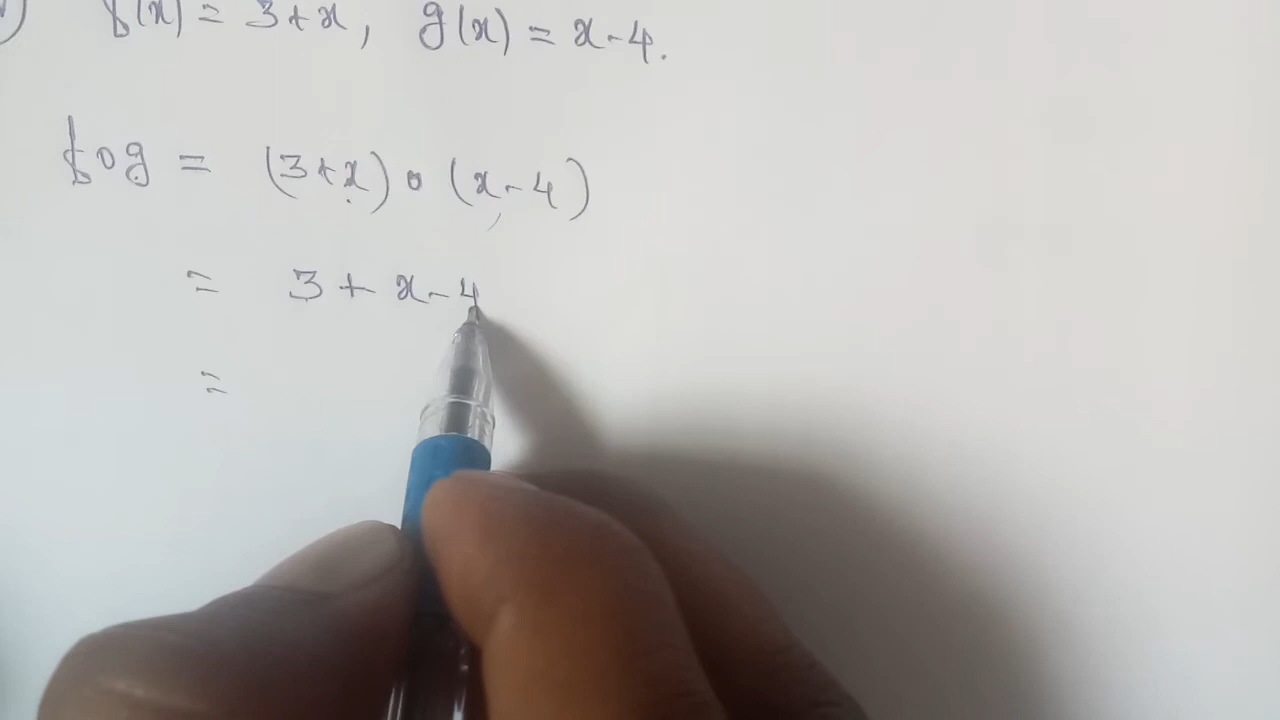 f(x) = 3+x, g(x) = x-4.
fog = (3+x) o (x-4)
= 3 + x-4
=